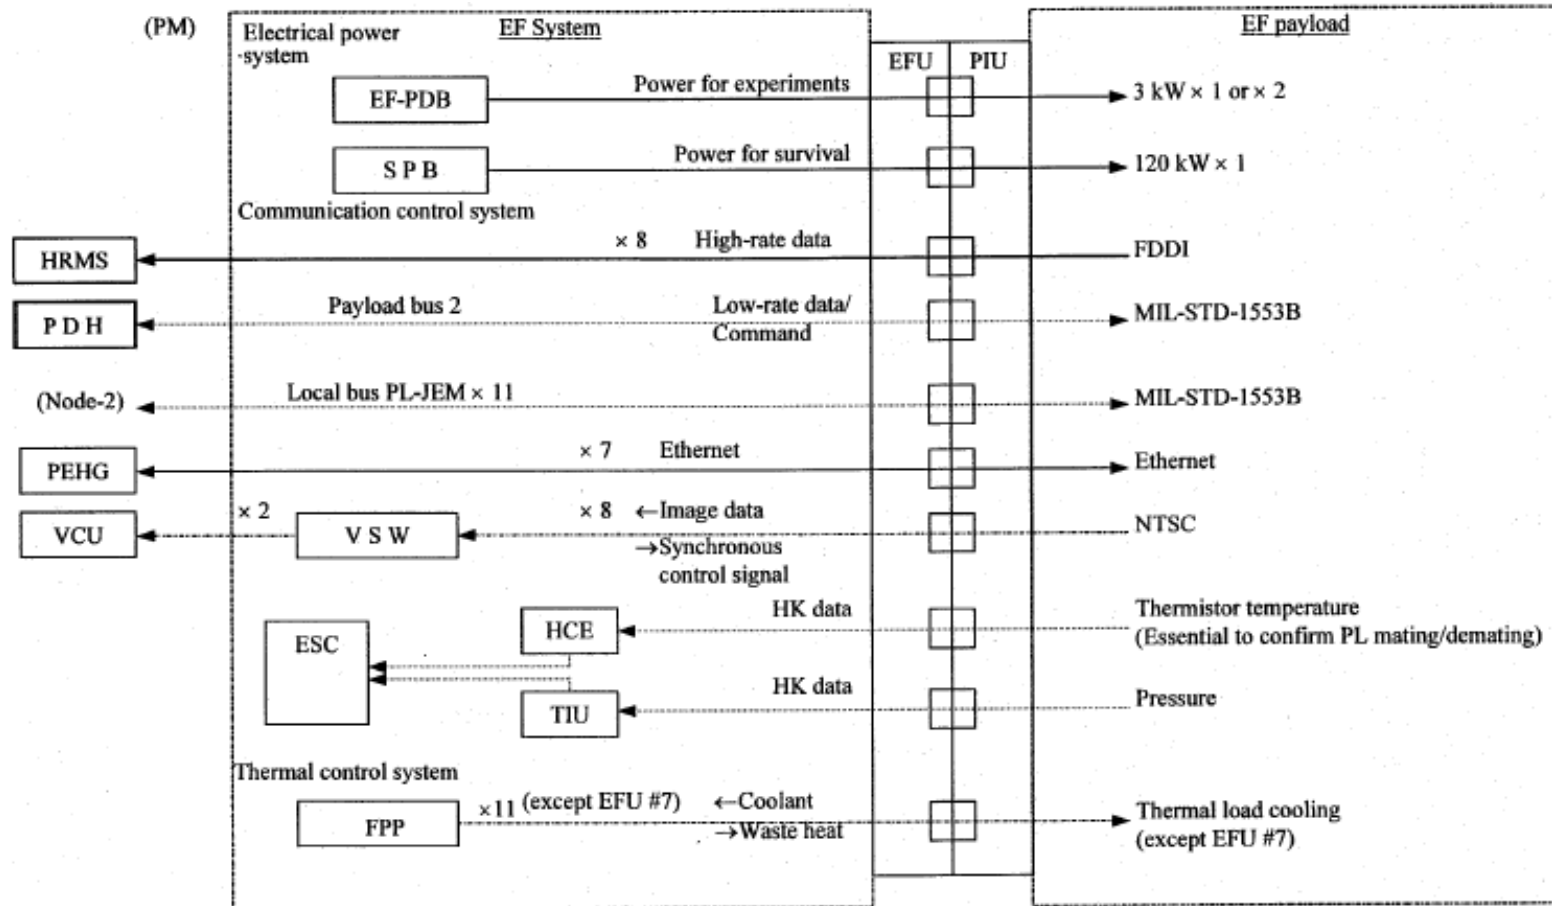 (PM)
Electrical power
·system
EF System
EF payload
EFU
PIU
EF-PDB
Power for experiments
3 kW × 1 or × 2
S P B
Power for survival
120 kW × 1
Communication control system
HRMS
× 8
High-rate data
FDDI
P D H
Payload bus 2
Low-rate data/
Command
MIL-STD-1553B
(Node-2)
Local bus PL-JEM × 11
MIL-STD-1553B
PEHG
× 7
Ethernet
Ethernet
VCU
× 2
V S W
× 8
←Image data
→Synchronous
control signal
NTSC
ESC
HCE
HK data
Thermistor temperature
(Essential to confirm PL mating/demating)
TIU
HK data
Pressure
Thermal control system
FPP
×11
(except EFU #7)
←Coolant
→Waste heat
Thermal load cooling
(except EFU #7)